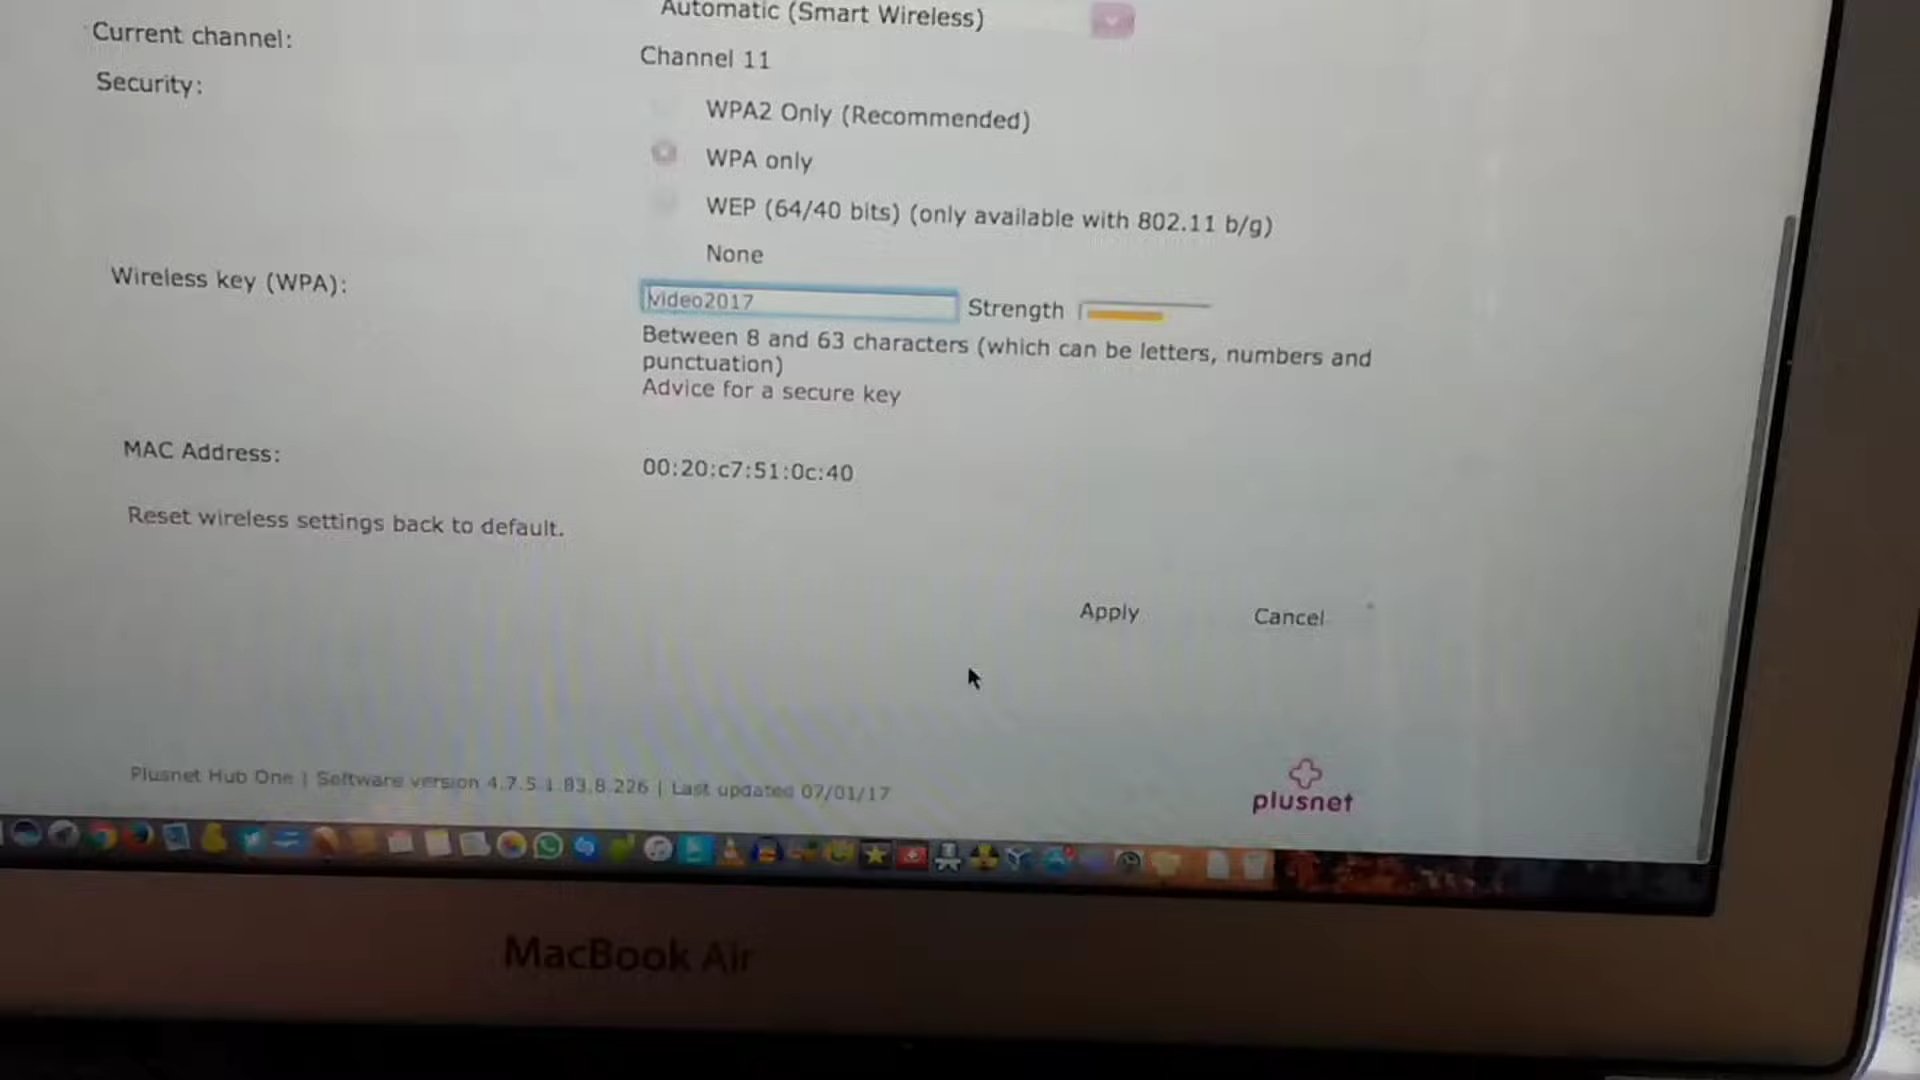 Automatic (Smart Wireless)
Current channel:
Channel 11
Security:
WPA2 Only (Recommended)
WPA only
WEP (64/40 bits) (only available with 802.11 b/g)
None
Wireless key (WPA):
video2017
Strength
Between 8 and 63 characters (which can be letters, numbers and
punctuation)
Advice for a secure key
MAC Address:
00:20:c7:51:0c:40
Reset wireless settings back to default.
Apply
Cancel
Plusnet Hub One | Software version 4.7.5.1.83.8.226 | Last updated 07/01/17
plusnet
MacBook Air